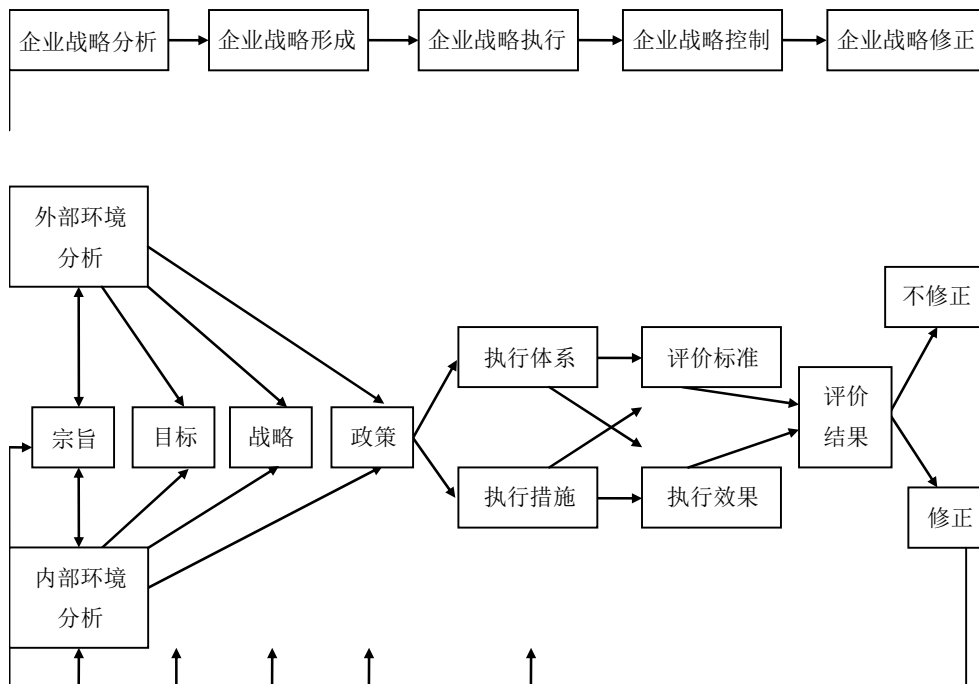 企业战略分析
企业战略形成
企业战略执行
企业战略控制
企业战略修正
外部环境
分析
不修正
执行体系
评价标准
评价
结果
宗旨
目标
战略
政策
执行措施
执行效果
修正
内部环境
分析